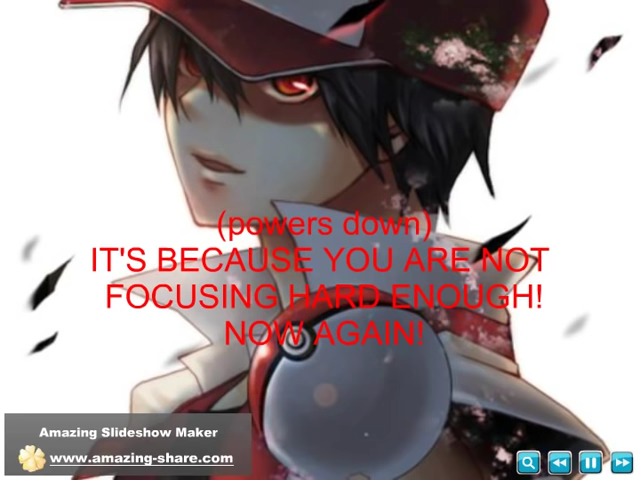 (powers down)
IT'S BECAUSE YOU ARE NOT
FOCUSING HARD ENOUGH!
NOW AGAIN!
Amazing Slideshow Maker
www.amazing-share.com